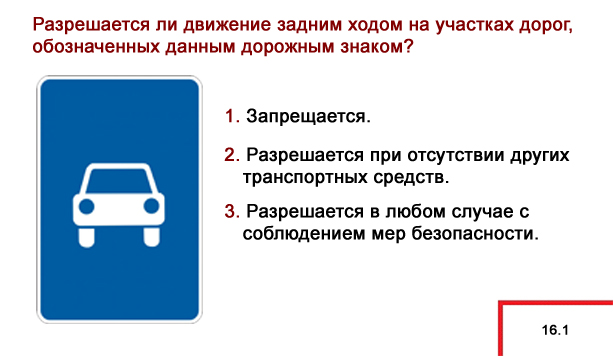 Разрешается ли движение задним ходом на участках дорог,
обозначенных данным дорожным знаком?
1. Запрещается.
2. Разрешается при отсутствии других
транспортных средств.
3. Разрешается в любом случае с
соблюдением мер безопасности.
16.1